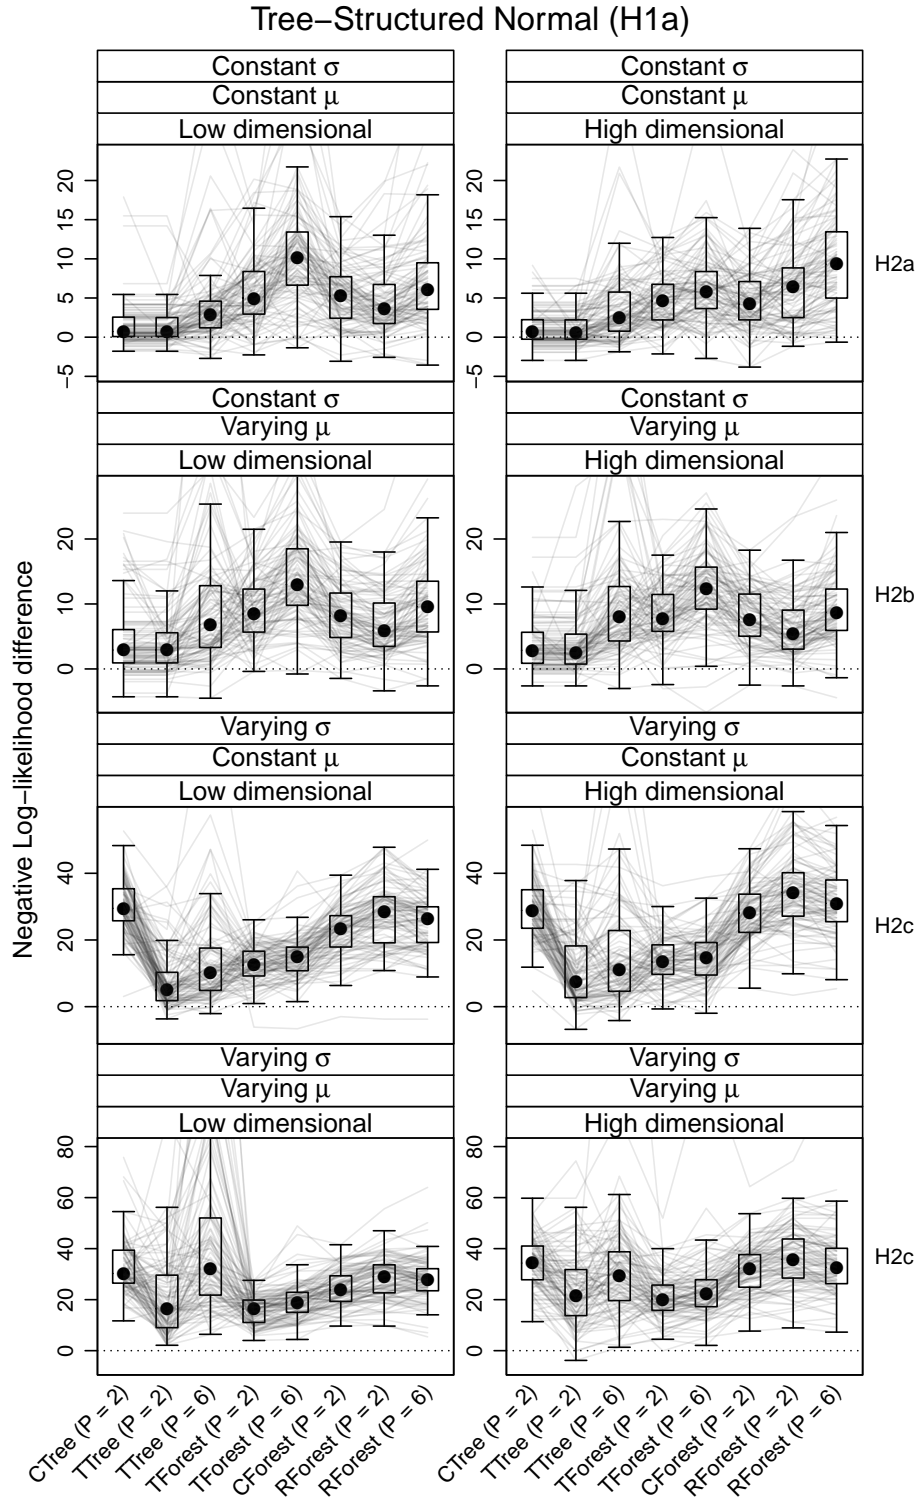 Tree−Structured Normal (H1a)
Constant σ
Constant μ
Low dimensional
Constant σ
Constant μ
High dimensional
20
15
10
5
0
−5
20
15
10
5
0
−5
H2a
Constant σ
Varying μ
Low dimensional
Constant σ
Varying μ
High dimensional
20
10
0
20
10
0
H2b
Negative Log−likelihood difference
Varying σ
Constant μ
Low dimensional
Varying σ
Constant μ
High dimensional
40
20
0
40
20
0
H2c
Varying σ
Varying μ
Low dimensional
Varying σ
Varying μ
High dimensional
80
60
40
20
0
80
60
40
20
0
H2c
CTree (P = 2)
TTree (P = 2)
TTree (P = 6)
TForest (P = 2)
TForest (P = 6)
CForest (P = 2)
RForest (P = 2)
RForest (P = 6)
CTree (P = 2)
TTree (P = 2)
TTree (P = 6)
TForest (P = 2)
TForest (P = 6)
CForest (P = 2)
RForest (P = 2)
RForest (P = 6)